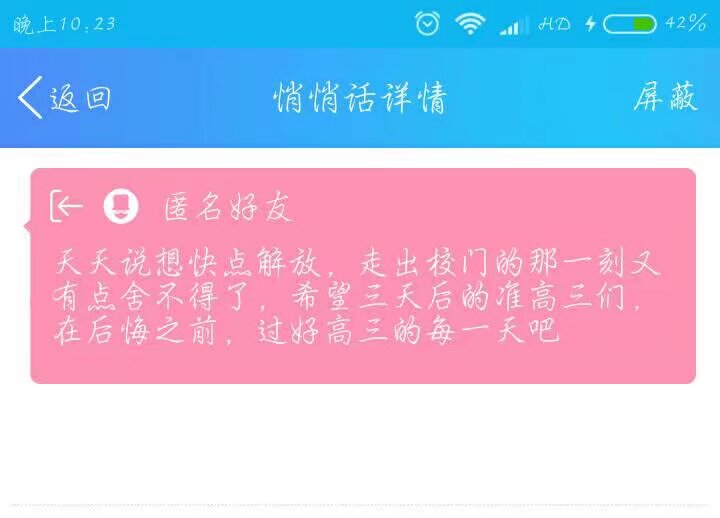 晚上10:23
HD
42%
返回
悄悄话详情
屏蔽
匿名好友
天天说想快点解放，走出校门的那一刻又
有点舍不得了，希望三天后的准高三们，
在后悔之前，过好高三的每一天吧